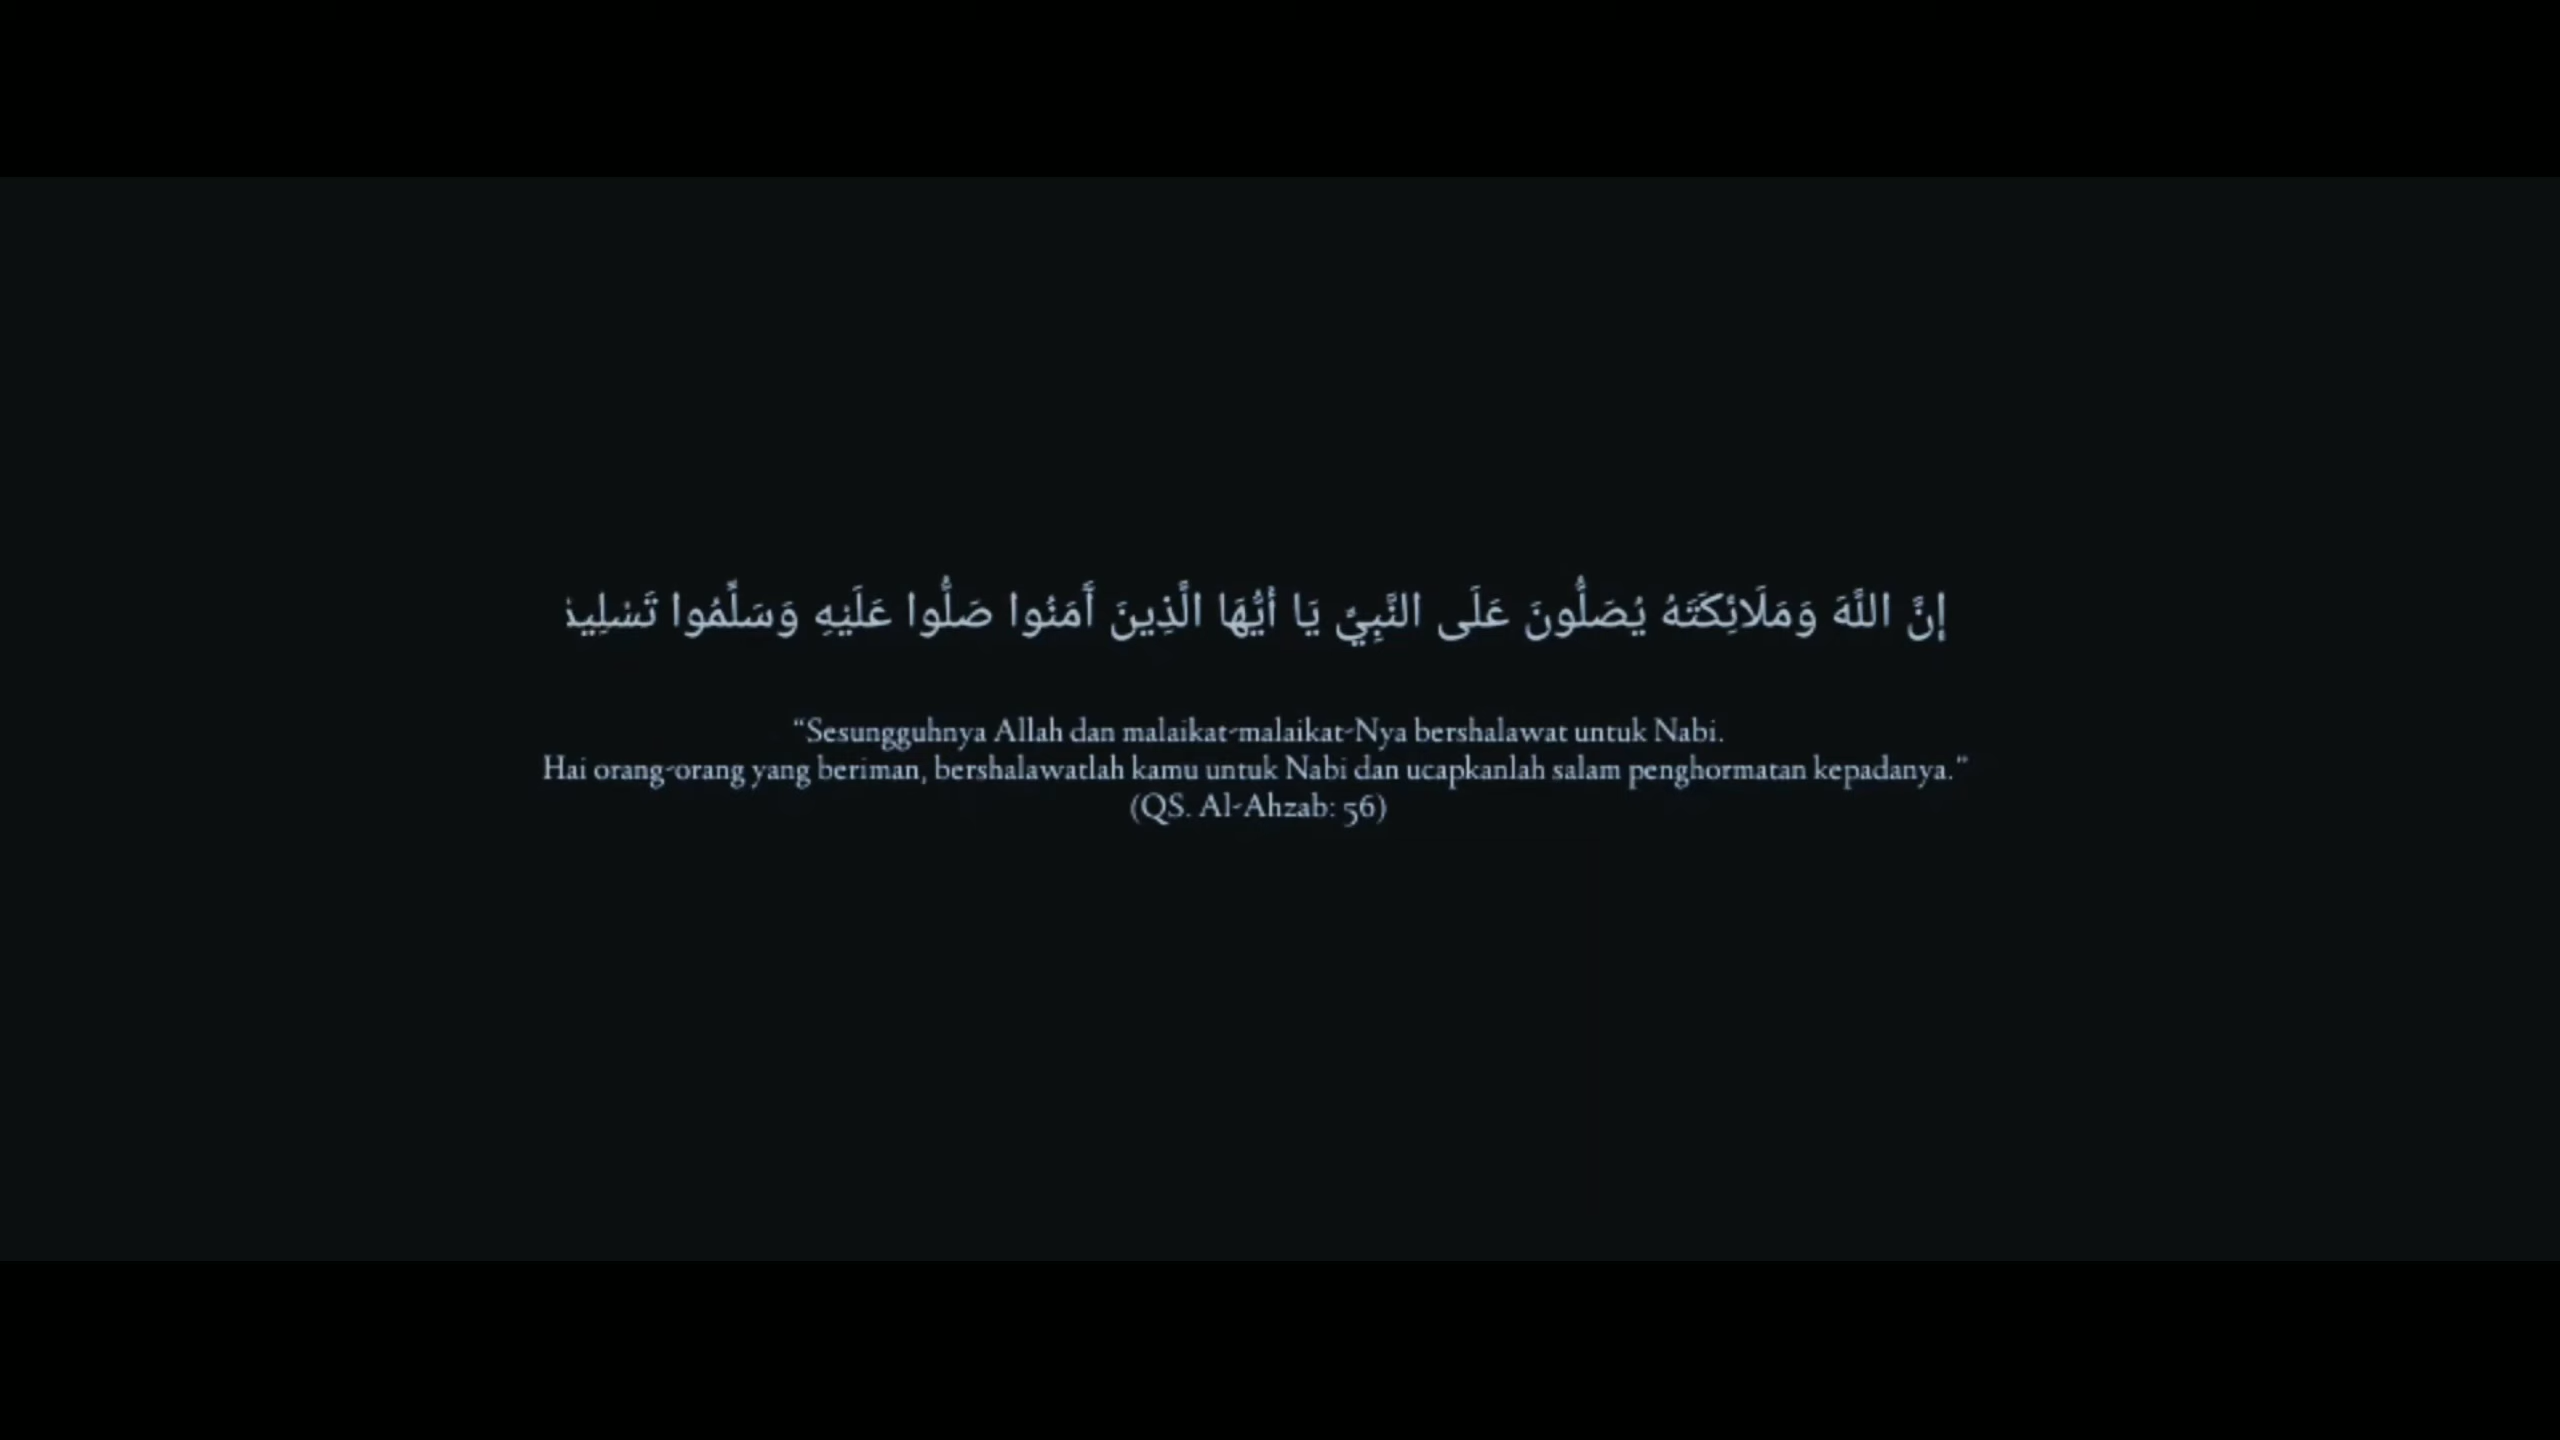 إِنَّ اللَّهَ وَمَلَائِكَتَهُ يُصَلُّونَ عَلَى النَّبِيِّ يَا أَيُّهَا الَّذِينَ أَمَنُوا صَلُّوا عَلَيْهِ وَسَلِّمُوا
“Sesungguhnya Allah dan malaikat-malaikat-Nya bershalawat untuk Nabi.
Hai orang-orang yang beriman, bershalawatlah kamu untuk Nabi dan ucapkanlah salam penghormatan kepadanya.”
(QS. Al-Ahzab: 56)